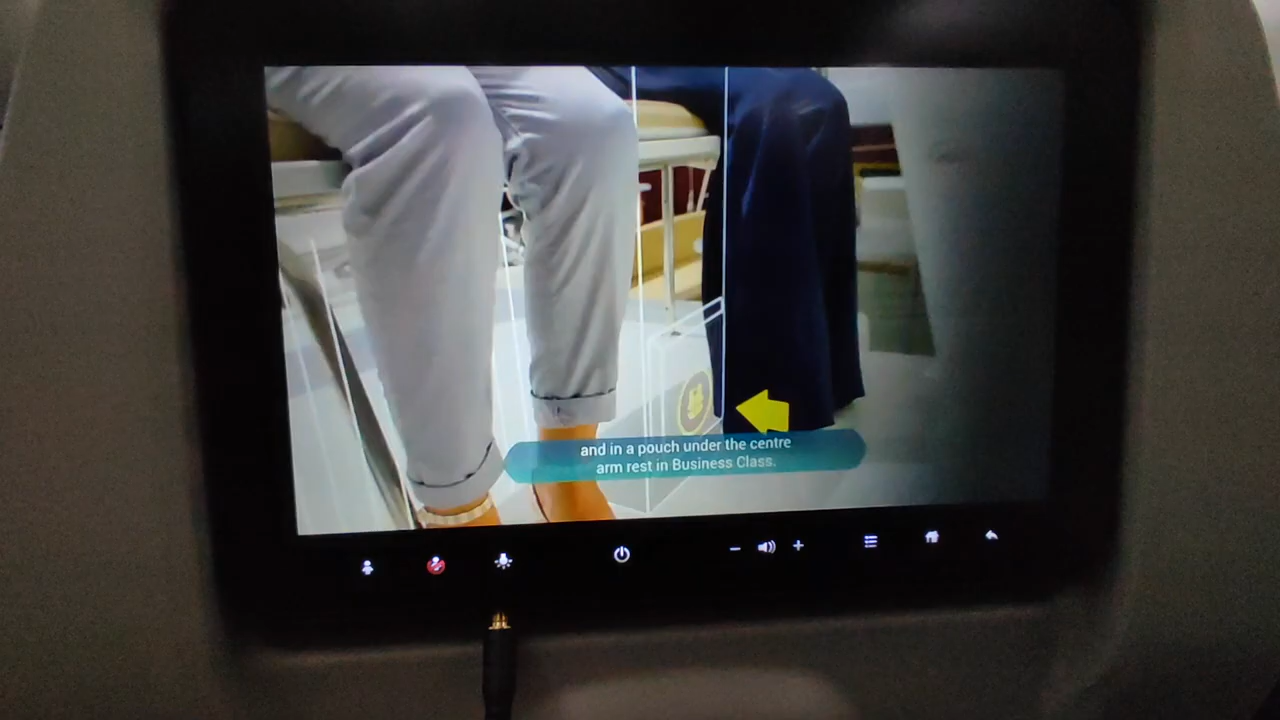 and in a pouch under the centre
arm rest in Business Class.